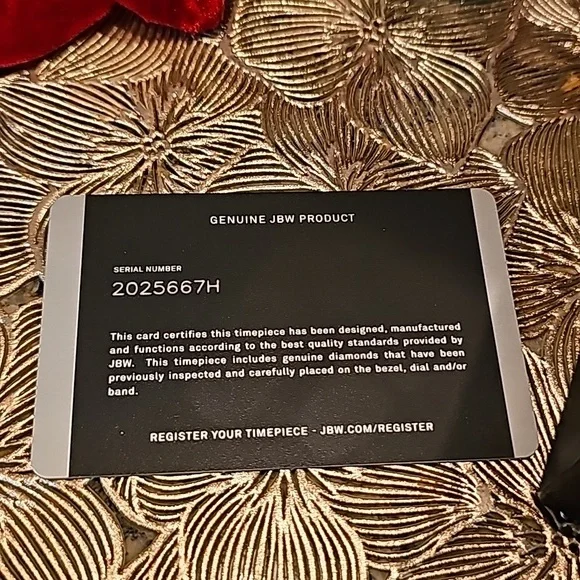 GENUINE JBW PRODUCT
SERIAL NUMBER
2025667H
This card certifies this timepiece has been designed, manufactured
and functions according to the best quality standards provided by
JBW. This timepiece includes genuine diamonds that have been
previously inspected and carefully placed on the bezel, dial and/or
band.
REGISTER YOUR TIMEPIECE - JBW.COM/REGISTER